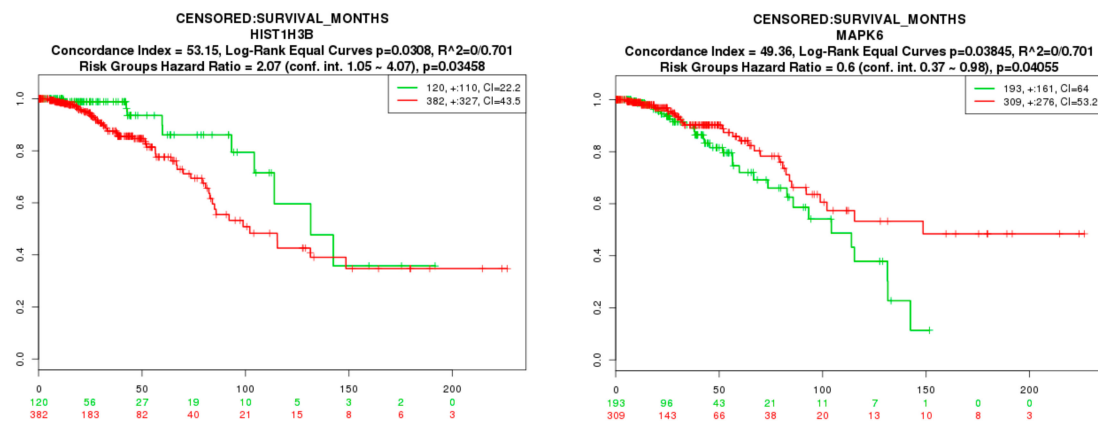 CENSORED:SURVIVAL_MONTHS
HIST1H3B
Concordance Index = 53.15, Log-Rank Equal Curves p=0.0308, R^2=0/0.701
Risk Groups Hazard Ratio = 2.07 (conf. int. 1.05 ~ 4.07), p=0.03458
120, +:110, CI=22.2
382, +:327, CI=43.5
1.0
0.8
0.6
0.4
0.2
0.0
0 50 100 150 200
120 56 27 19 10 5 3 2 0
382 183 82 40 21 15 8 6 3
CENSORED:SURVIVAL_MONTHS
MAPK6
Concordance Index = 49.36, Log-Rank Equal Curves p=0.03845, R^2=0/0.701
Risk Groups Hazard Ratio = 0.6 (conf. int. 0.37 ~ 0.98), p=0.04055
193, +:161, CI=64
309, +:276, CI=53.2
1.0
0.8
0.6
0.4
0.2
0.0
0 50 100 150 200
193 96 43 21 11 7 1 0 0
309 143 66 38 20 13 10 8 3